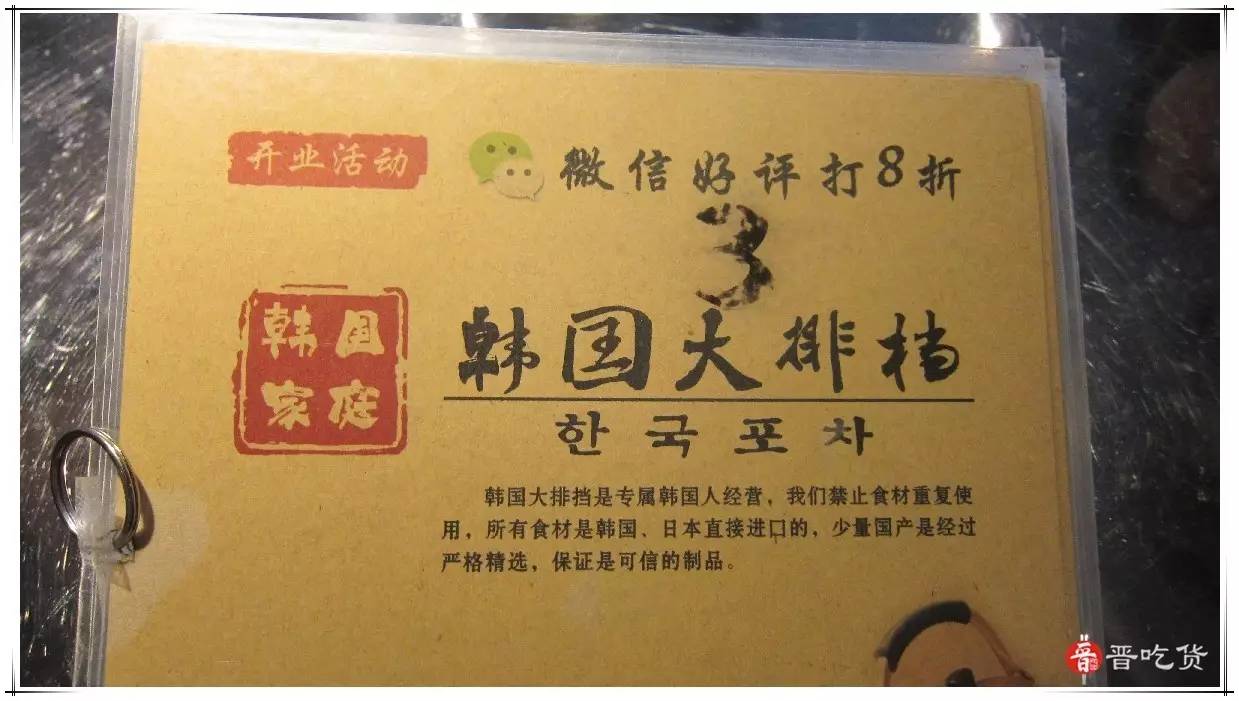 开业活动
微信好评打8折
3
韩国
家庭
韩国大排档
한국포차
韩国大排挡是专属韩国人经营，我们禁止食材重复使
用，所有食材是韩国、日本直接进口的，少量国产是经过
严格精选，保证是可信的制品。
晋 晋吃货